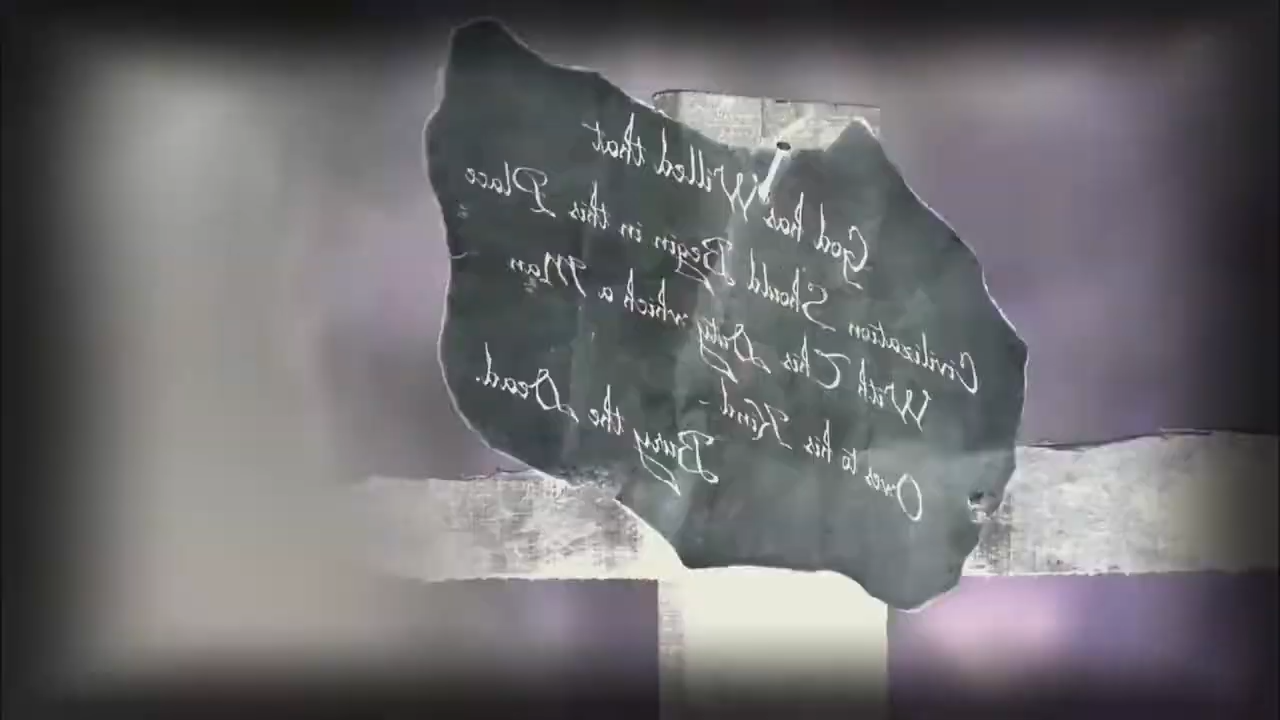 God has Willed that
Civilization Should Begin in this Place
With This Duty which a Man
Owes to his Kind -
Bury the Dead.